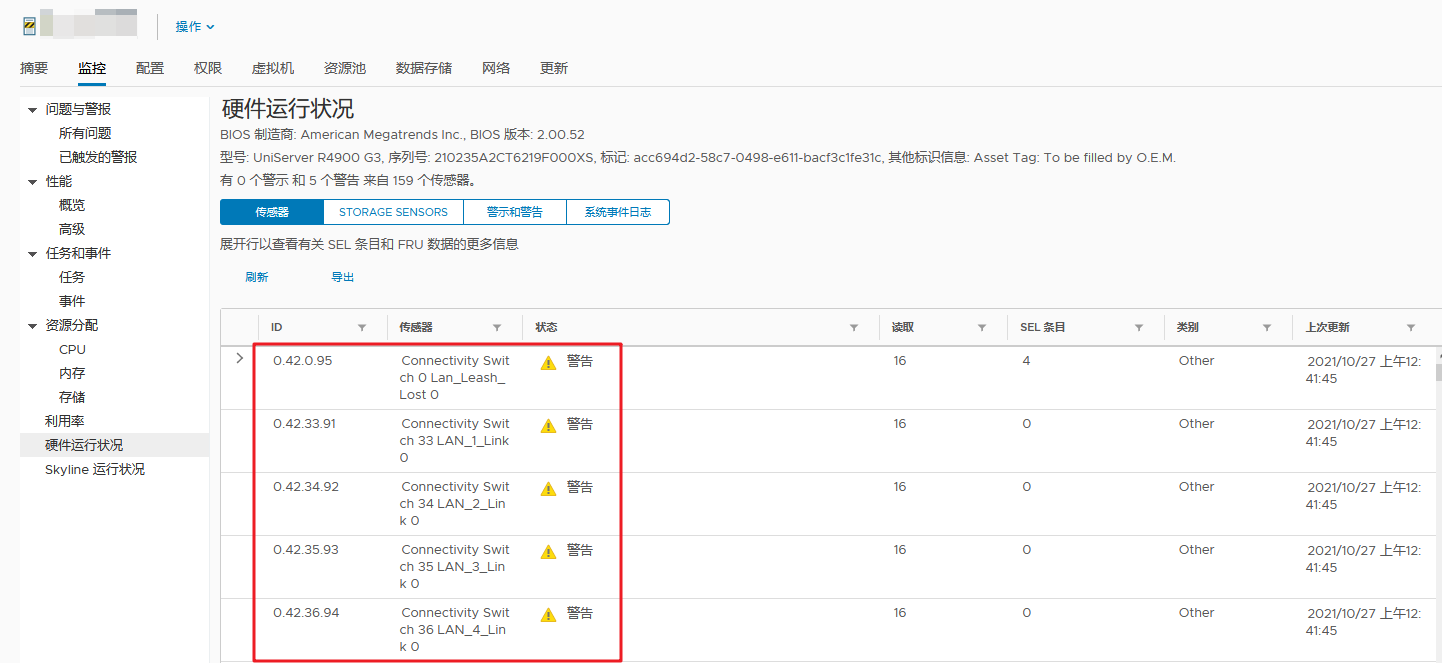 操作
摘要 监控 配置 权限 虚拟机 资源池 数据存储 网络 更新
问题与警报
所有问题
已触发的警报
性能
概览
高级
任务和事件
任务
事件
资源分配
CPU
内存
存储
利用率
硬件运行状况
Skyline 运行状况
硬件运行状况
BIOS 制造商: American Megatrends Inc., BIOS 版本: 2.00.52
型号: UniServer R4900 G3, 序列号: 210235A2CT6219F000XS, 标记: acc694d2-58c7-0498-e611-bacf3c1fe31c, 其他标识信息: Asset Tag: To be filled by O.E.M.
有 0 个警示 和 5 个警告 来自 159 个传感器。
传感器 STORAGE SENSORS 警示和警告 系统事件日志
展开行以查看有关 SEL 条目和 FRU 数据的更多信息
刷新 导出
ID 传感器 状态 读取 SEL 条目 类别 上次更新
0.42.0.95 Connectivity Swit 警告 16 4 Other 2021/10/27 上午12:
ch 0 Lan_Leash_ 41:45
Lost 0
0.42.33.91 Connectivity Swit 警告 16 0 Other 2021/10/27 上午12:
ch 33 LAN_1_Link 41:45
0
0.42.34.92 Connectivity Swit 警告 16 0 Other 2021/10/27 上午12:
ch 34 LAN_2_Lin 41:45
k 0
0.42.35.93 Connectivity Swit 警告 16 0 Other 2021/10/27 上午12:
ch 35 LAN_3_Lin 41:45
k 0
0.42.36.94 Connectivity Swit 警告 16 0 Other 2021/10/27 上午12:
ch 36 LAN_4_Lin 41:45
k 0